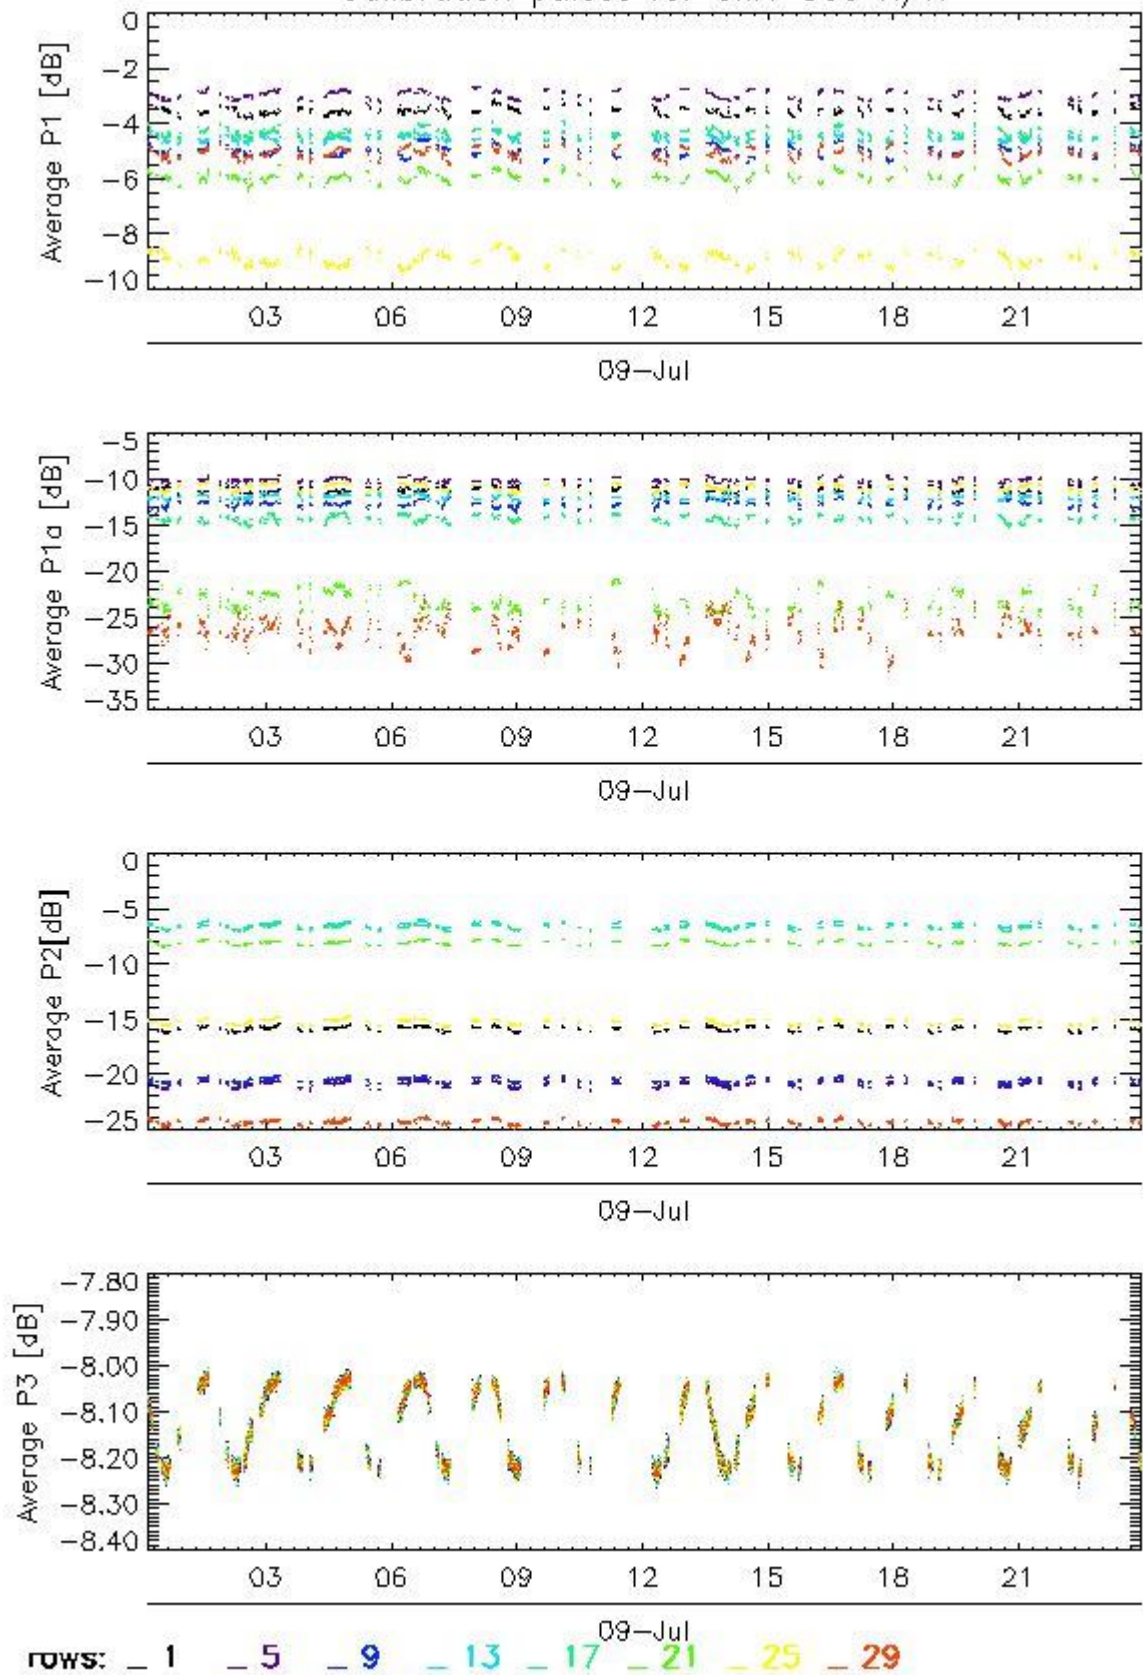 0
−2
−4
−6
−8
−10
Average P1 [dB]
03 06 09 12 15 18 21
09−Jul
−5
−10
−15
−20
−25
−30
−35
Average P1a [dB]
03 06 09 12 15 18 21
09−Jul
0
−5
−10
−15
−20
−25
Average P2[dB]
03 06 09 12 15 18 21
09−Jul
−7.80
−7.90
−8.00
−8.10
−8.20
−8.30
−8.40
Average P3 [dB]
03 06 09 12 15 18 21
09−Jul
rows: _ 1 _ 5 _ 9 _ 13 _ 17 _ 21 _ 25 _ 29